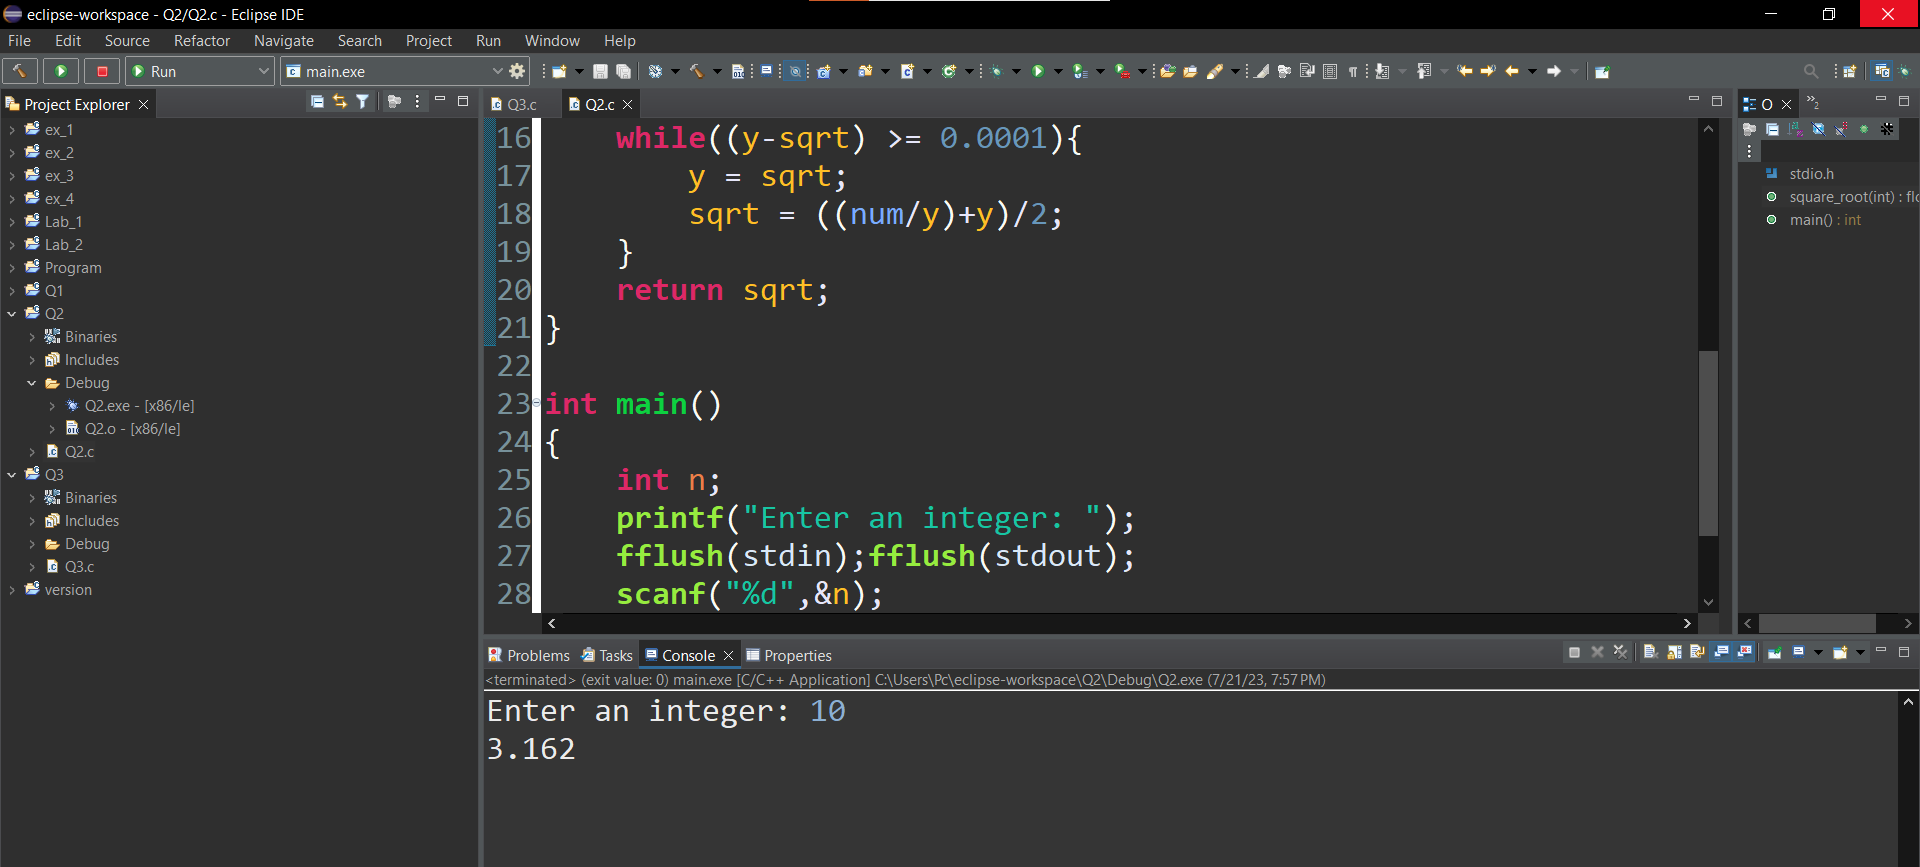 eclipse-workspace - Q2/Q2.c - Eclipse IDE
File Edit Source Refactor Navigate Search Project Run Window Help
Run
main.exe
Project Explorer
ex_1
ex_2
ex_3
ex_4
Lab_1
Lab_2
Program
Q1
Q2
Binaries
Includes
Debug
Q2.exe - [x86/le]
Q2.o - [x86/le]
Q2.c
Q3
Binaries
Includes
Debug
Q3.c
version
Q3.c Q2.c
16 while((y-sqrt) >= 0.0001){
17 y = sqrt;
18 sqrt = ((num/y)+y)/2;
19 }
20 return sqrt;
21 }
22
23 int main()
24 {
25 int n;
26 printf("Enter an integer: ");
27 fflush(stdin);fflush(stdout);
28 scanf("%d",&n);
O
2
stdio.h
square_root(int) : flo
main() : int
Problems Tasks Console Properties
<terminated> (exit value: 0) main.exe [C/C++ Application] C:\Users\Pc\eclipse-workspace\Q2\Debug\Q2.exe (7/21/23, 7:57 PM)
Enter an integer: 10
3.162